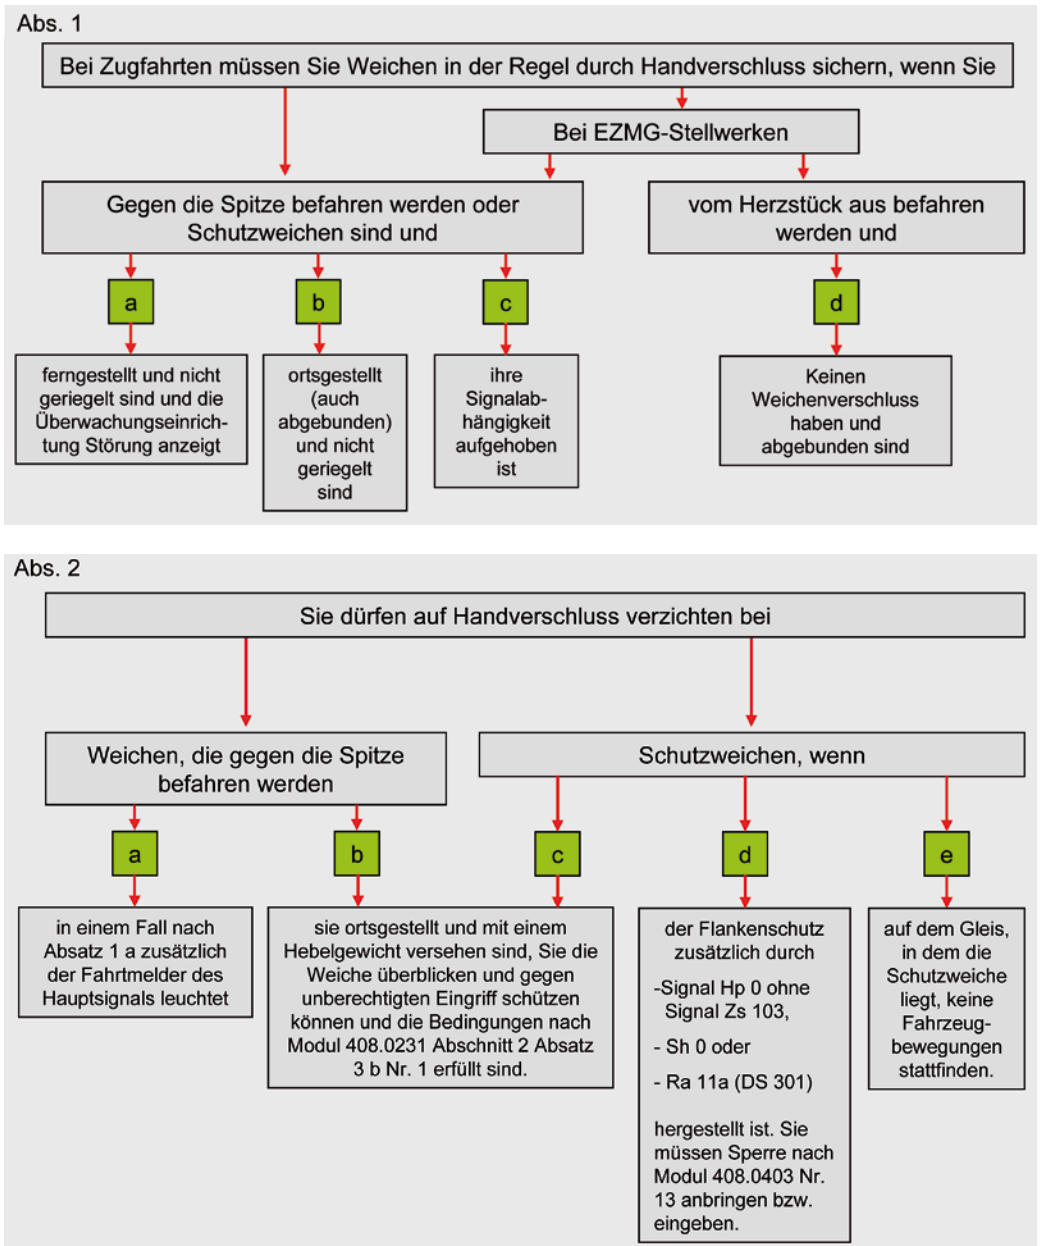 Abs. 1
Bei Zugfahrten müssen Sie Weichen in der Regel durch Handverschluss sichern, wenn Sie
Bei EZMG-Stellwerken
Gegen die Spitze befahren werden oder
Schutzweichen sind und
vom Herzstück aus befahren
werden und
a
b
c
d
ferngestellt und nicht
geriegelt sind und die
Überwachungseinrich-
tung Störung anzeigt
ortsgestellt
(auch
abgebunden)
und nicht
geriegelt
sind
ihre
Signalab-
hängigkeit
aufgehoben
ist
Keinen
Weichenverschluss
haben und
abgebunden sind
Abs. 2
Sie dürfen auf Handverschluss verzichten bei
Weichen, die gegen die Spitze
befahren werden
Schutzweichen, wenn
a
b
c
d
e
in einem Fall nach
Absatz 1 a zusätzlich
der Fahrtmelder des
Hauptsignals leuchtet
sie ortsgestellt und mit einem
Hebelgewicht versehen sind, Sie die
Weiche überblicken und gegen
unberechtigten Eingriff schützen
können und die Bedingungen nach
Modul 408.0231 Abschnitt 2 Absatz
3 b Nr. 1 erfüllt sind.
der Flankenschutz
zusätzlich durch
-Signal Hp 0 ohne
Signal Zs 103,
- Sh 0 oder
- Ra 11a (DS 301)
hergestellt ist. Sie
müssen Sperre nach
Modul 408.0403 Nr.
13 anbringen bzw.
eingeben.
auf dem Gleis,
in dem die
Schutzweiche
liegt, keine
Fahrzeug-
bewegungen
stattfinden.